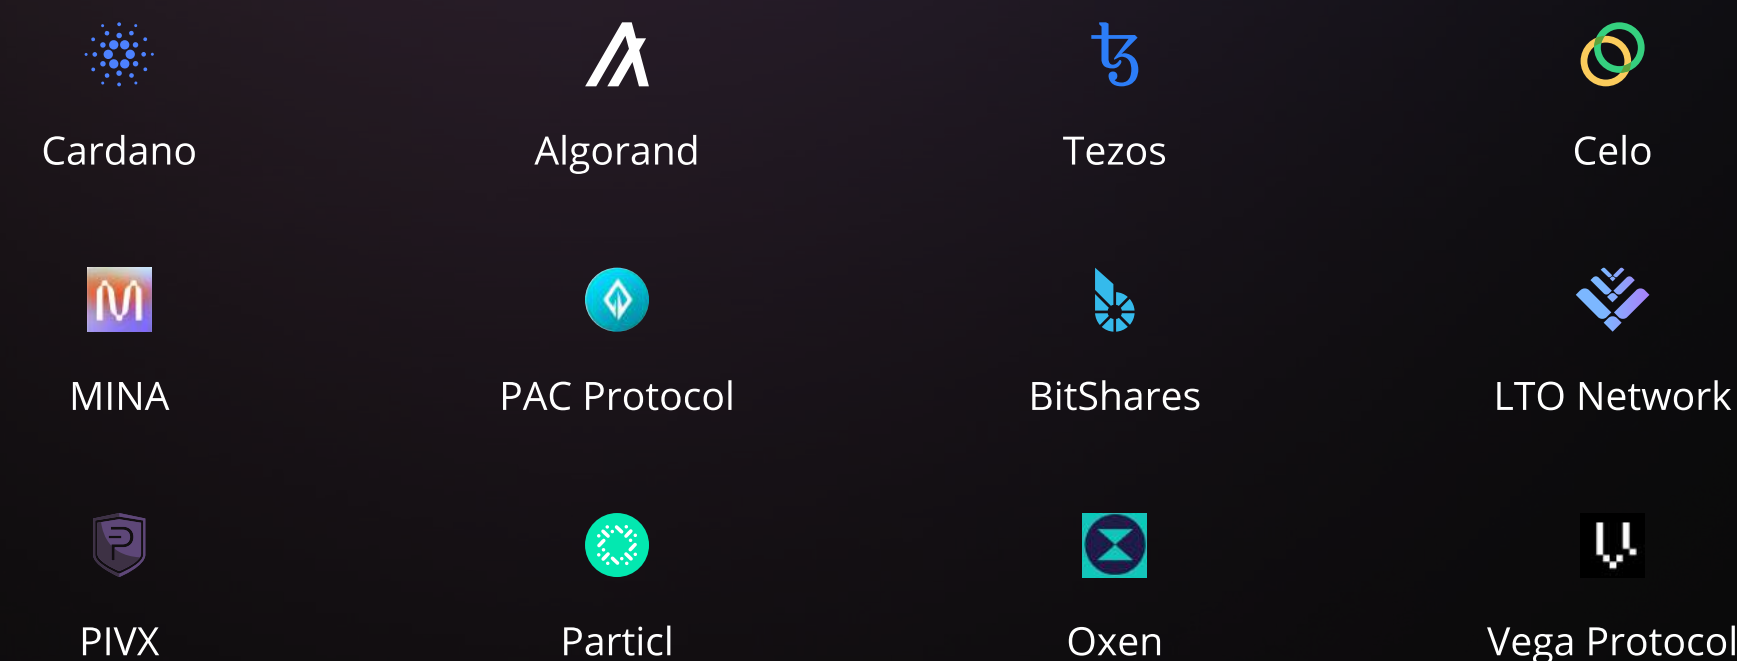 Cardano
Algorand
Tezos
Celo
MINA
PAC Protocol
BitShares
LTO Network
PIVX
Particl
Oxen
Vega Protocol